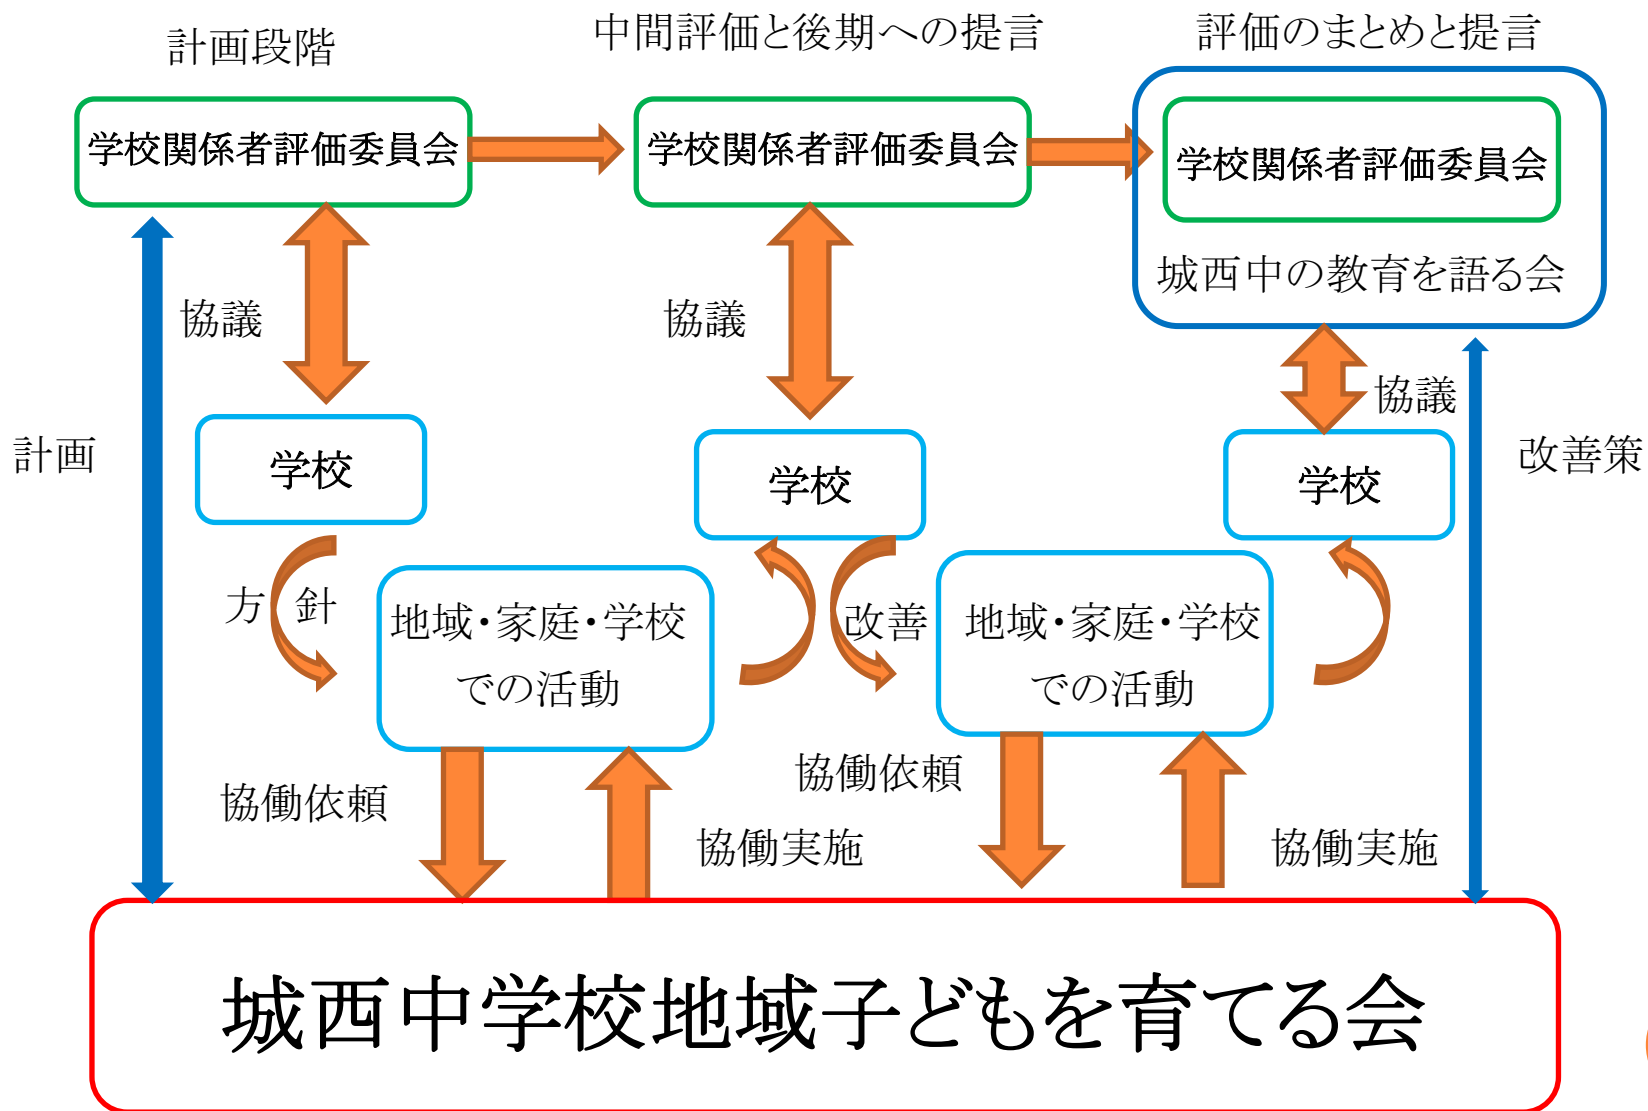 計画段階
中間評価と後期への提言
評価のまとめと提言
学校関係者評価委員会
学校関係者評価委員会
学校関係者評価委員会
城西中の教育を語る会
協議
協議
協議
計画
改善策
学校
学校
学校
方針
改善
地域・家庭・学校
での活動
地域・家庭・学校
での活動
協働依頼
協働実施
協働依頼
協働実施
城西中学校地域子どもを育てる会